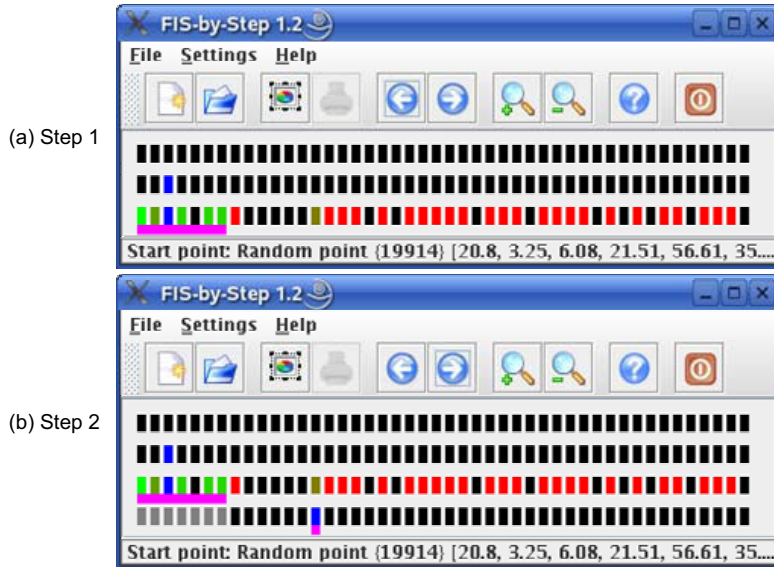 FIS-by-Step 1.2
File Settings Help
(a) Step 1
Start point: Random point {19914} [20.8, 3.25, 6.08, 21.51, 56.61, 35....
FIS-by-Step 1.2
File Settings Help
(b) Step 2
Start point: Random point {19914} [20.8, 3.25, 6.08, 21.51, 56.61, 35....